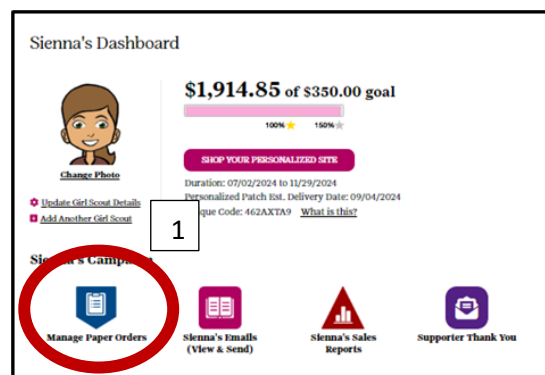 Sienna's Dashboard
$1,914.85 of $350.00 goal
100% 150%
Change Photo
SHOP YOUR PERSONALIZED SITE
Duration: 07/02/2024 to 11/29/2024
Update Girl Scout Details
Personalized Patch Est. Delivery Date: 09/04/2024
Add Another Girl Scout
que Code: 462AXTA9 What is this?
1
Sienna's Campaign
Manage Paper Orders
Sienna's Emails
(View & Send)
Sienna's Sales
Reports
Supporter Thank You